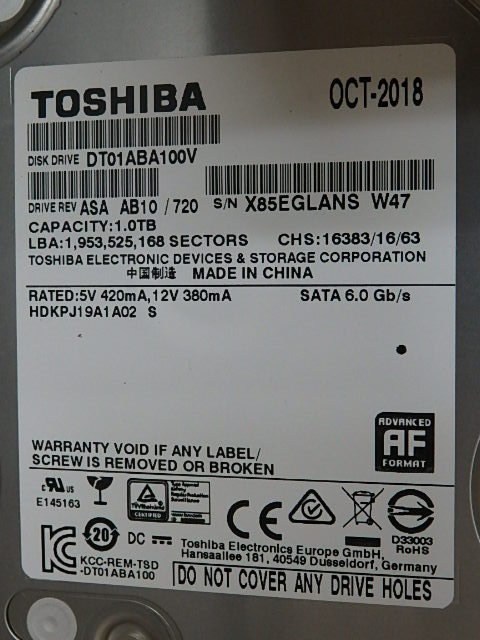 TOSHIBA OCT-2018
DISK DRIVE DT01ABA100V
DRIVE REV ASA AB10 / 720 S/N X85EGLANS W47
CAPACITY:1.0TB
LBA:1,953,525,168 SECTORS CHS:16383/16/63
TOSHIBA ELECTRONIC DEVICES & STORAGE CORPORATION
中国制造 MADE IN CHINA
RATED:5V 420mA,12V 380mA SATA 6.0 Gb/s
HDKPJ19A1A02 S
ADVANCED
AF
FORMAT
WARRANTY VOID IF ANY LABEL/
SCREW IS REMOVED OR BROKEN
c US
E145163
CERTIFIED
CE
D33003
RoHS
20
DC
Toshiba Electronics Europe GmbH,
Hansaallee 181, 40549 Dusseldorf, Germany
KCC-REM-TSD
-DT01ABA100
DO NOT COVER ANY DRIVE HOLES